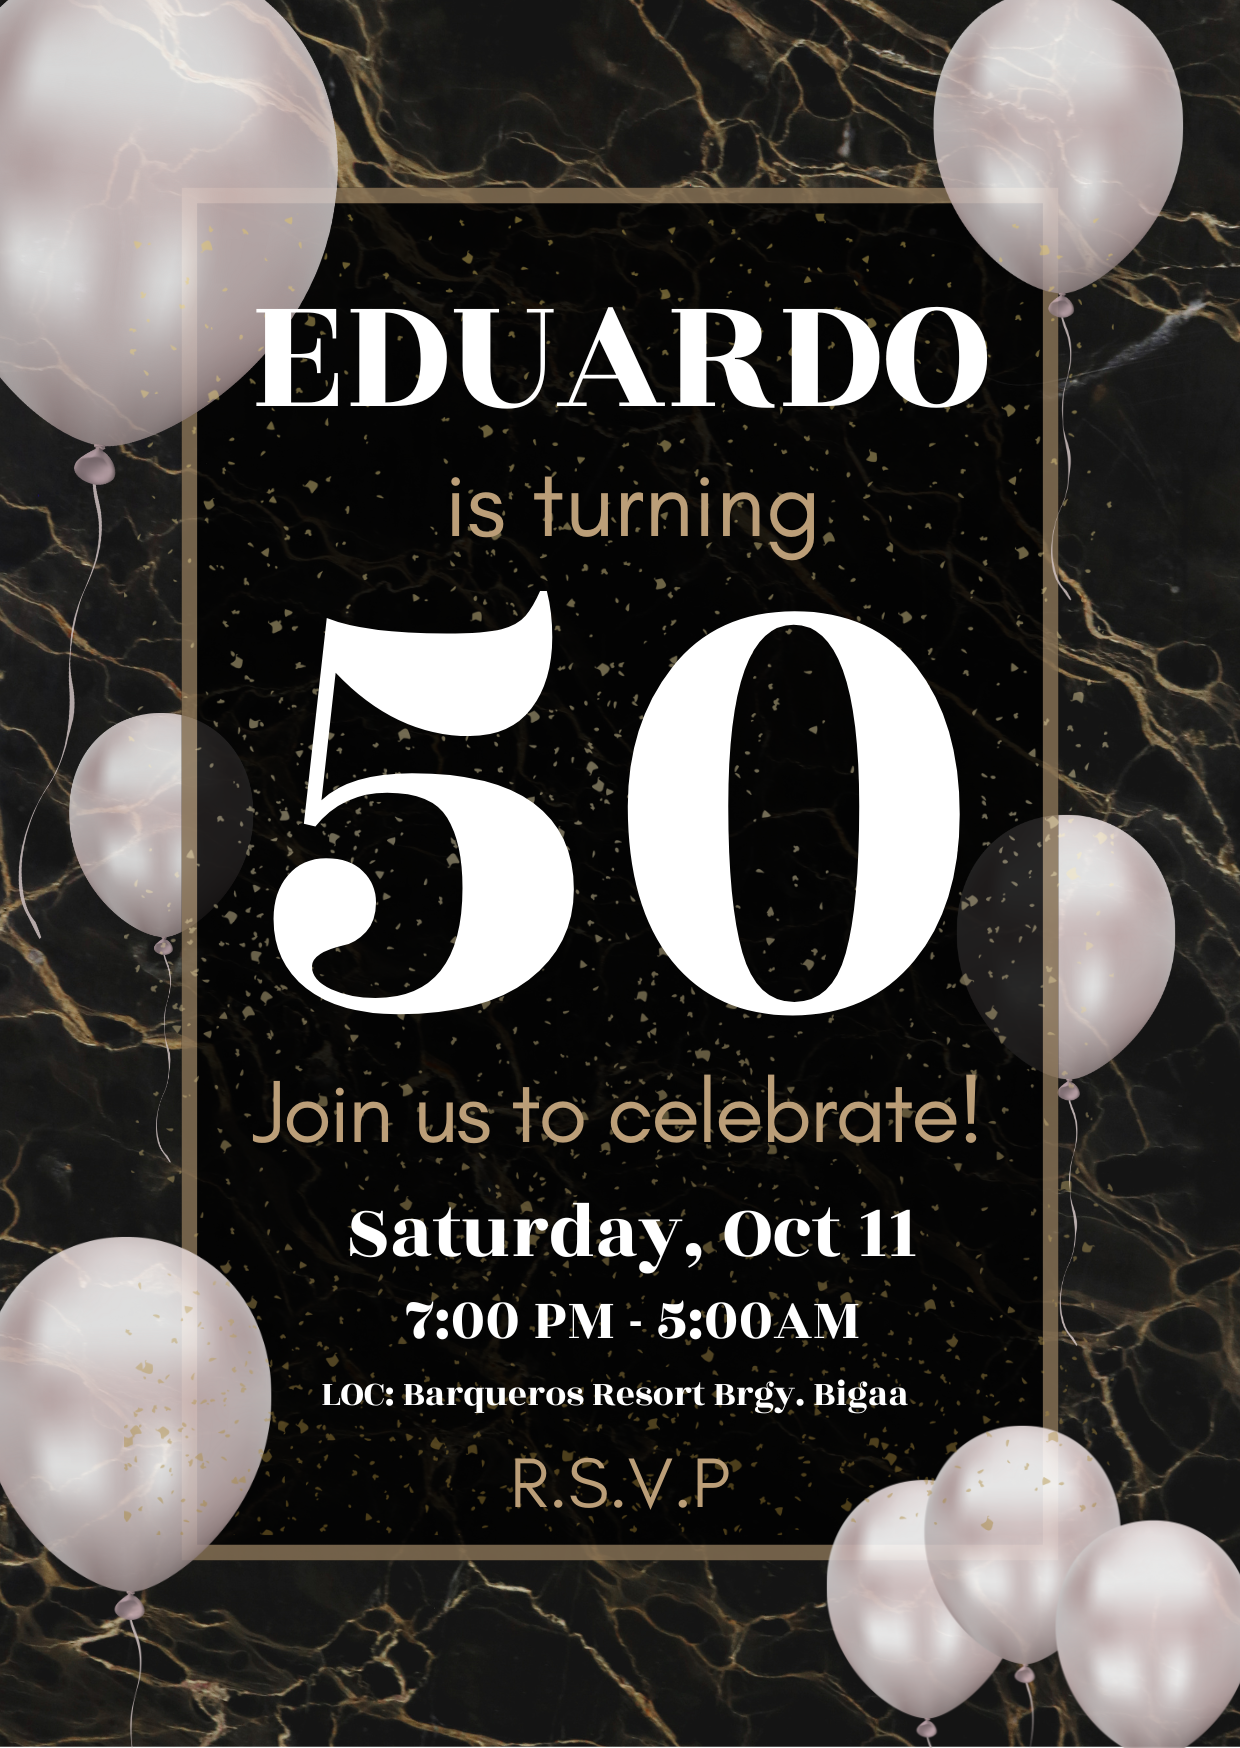 EDUARDO
is turning
50
Join us to celebrate!
Saturday, Oct 11
7:00 PM - 5:00AM
LOC: Barqueros Resort Brgy. Bigaa
R.S.V.P